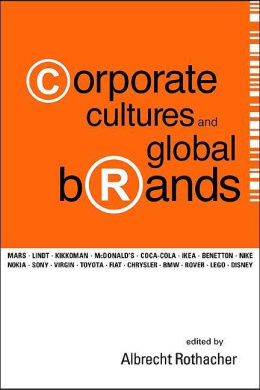 Corporate
cultures and
global
bRands
MARS · LINDT · KIKKOMAN · McDONALD'S · COCA-COLA · IKEA · BENETTON · NIKE
NOKIA · SONY · VIRGIN · TOYOTA · FIAT · CHRYSLER · BMW · ROVER · LEGO · DISNEY
edited by
Albrecht Rothacher